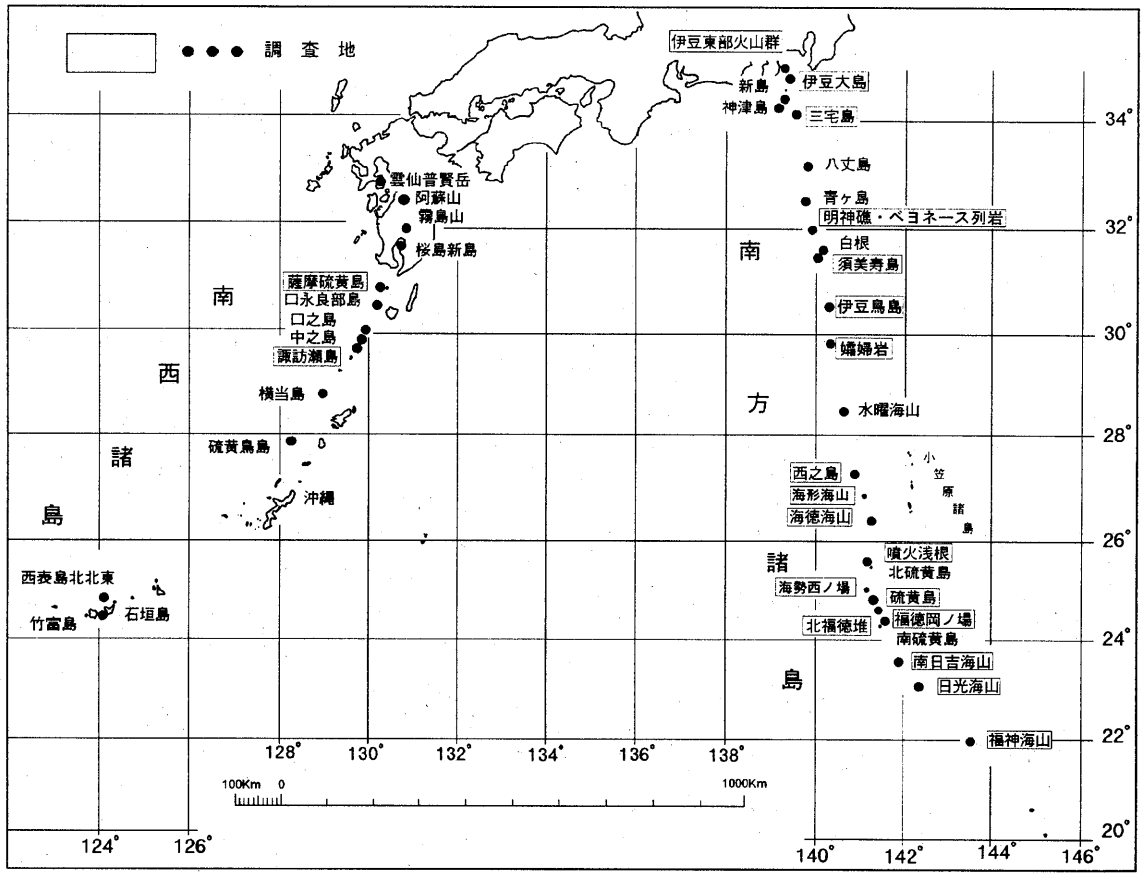 調査地
伊豆東部火山群
伊豆大島
新島
神津島
三宅島
34°
八丈島
青ヶ島
明神礁・ベヨネース列岩
32°
白根
須美寿島
伊豆鳥島
30°
孀婦岩
水曜海山
28°
西之島
海形海山
海徳海山
小笠原諸島
26°
噴火浅根
北硫黄島
海勢西ノ場
硫黄島
福徳岡ノ場
北福徳堆
南硫黄島
24°
南日吉海山
日光海山
福神海山
22°
20°
南方諸島
雲仙普賢岳
阿蘇山
霧島山
桜島新島
薩摩硫黄島
口永良部島
口之島
中之島
諏訪瀬島
横当島
硫黄鳥島
沖縄
南西諸島
西表島北北東
石垣島
竹富島
128°
130°
132°
134°
136°
138°
100Km
0
1000Km
124°
126°
140°
142°
144°
146°